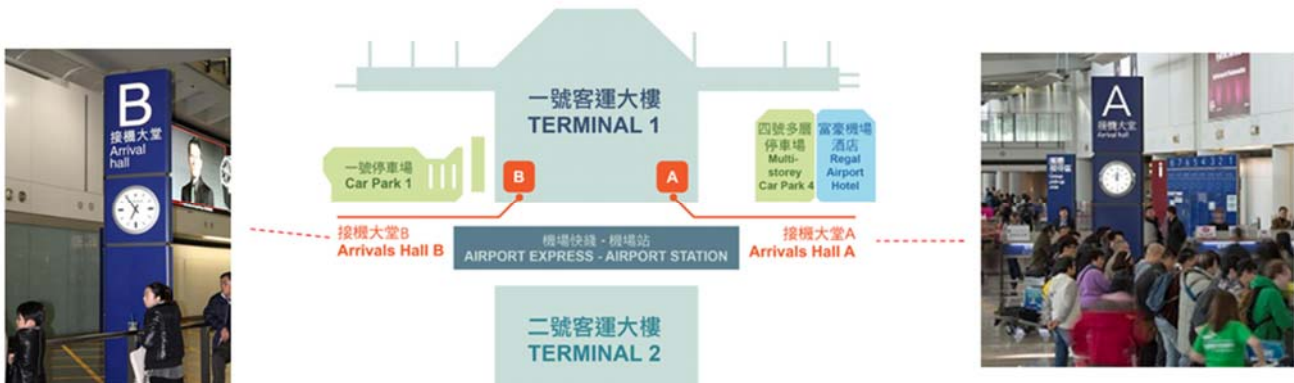 B
接機大堂
Arrival
hall
一號客運大樓
TERMINAL 1
一號停車場
Car Park 1
B
A
四號多層
停車場
Multi-
storey
Car Park 4
富豪機場
酒店
Regal
Airport
Hotel
接機大堂B
Arrivals Hall B
機場快綫 - 機場站
AIRPORT EXPRESS - AIRPORT STATION
接機大堂A
Arrivals Hall A
二號客運大樓
TERMINAL 2
A
接機大堂
Arrival hall